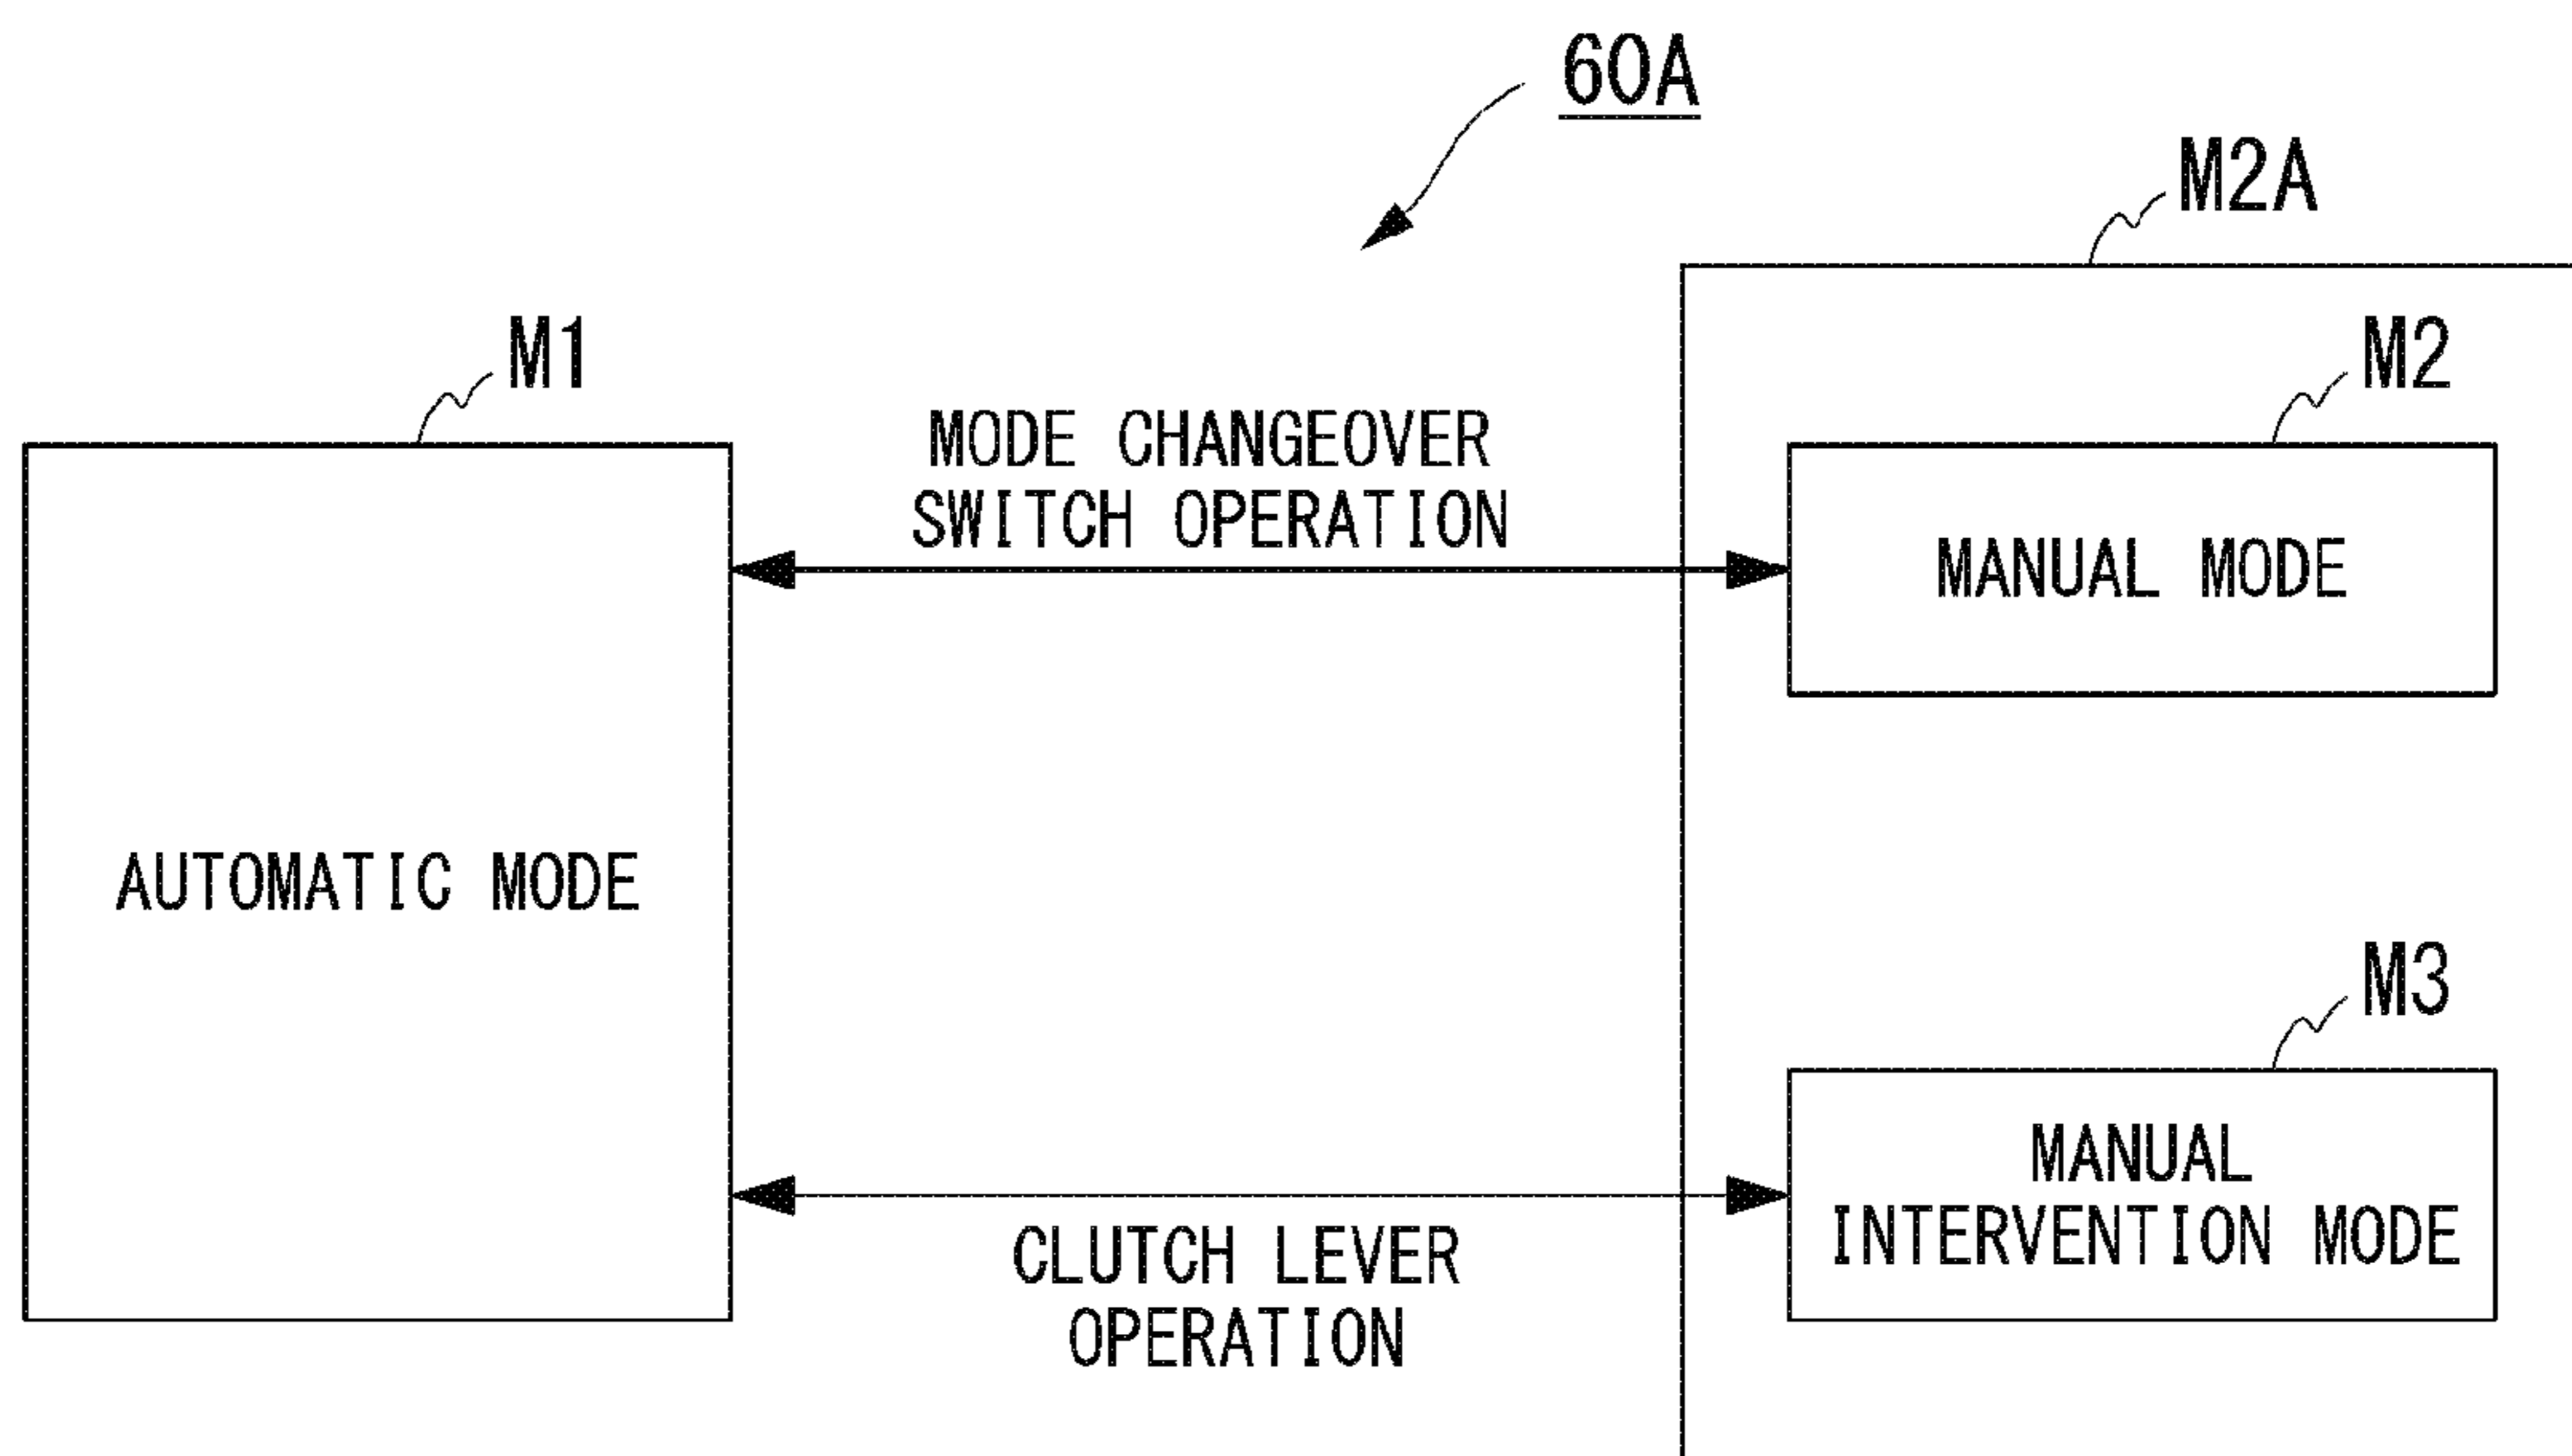 60A
M2A
M1
M2
MODE CHANGEOVER
SWITCH OPERATION
MANUAL MODE
AUTOMATIC MODE
M3
MANUAL
INTERVENTION MODE
CLUTCH LEVER
OPERATION